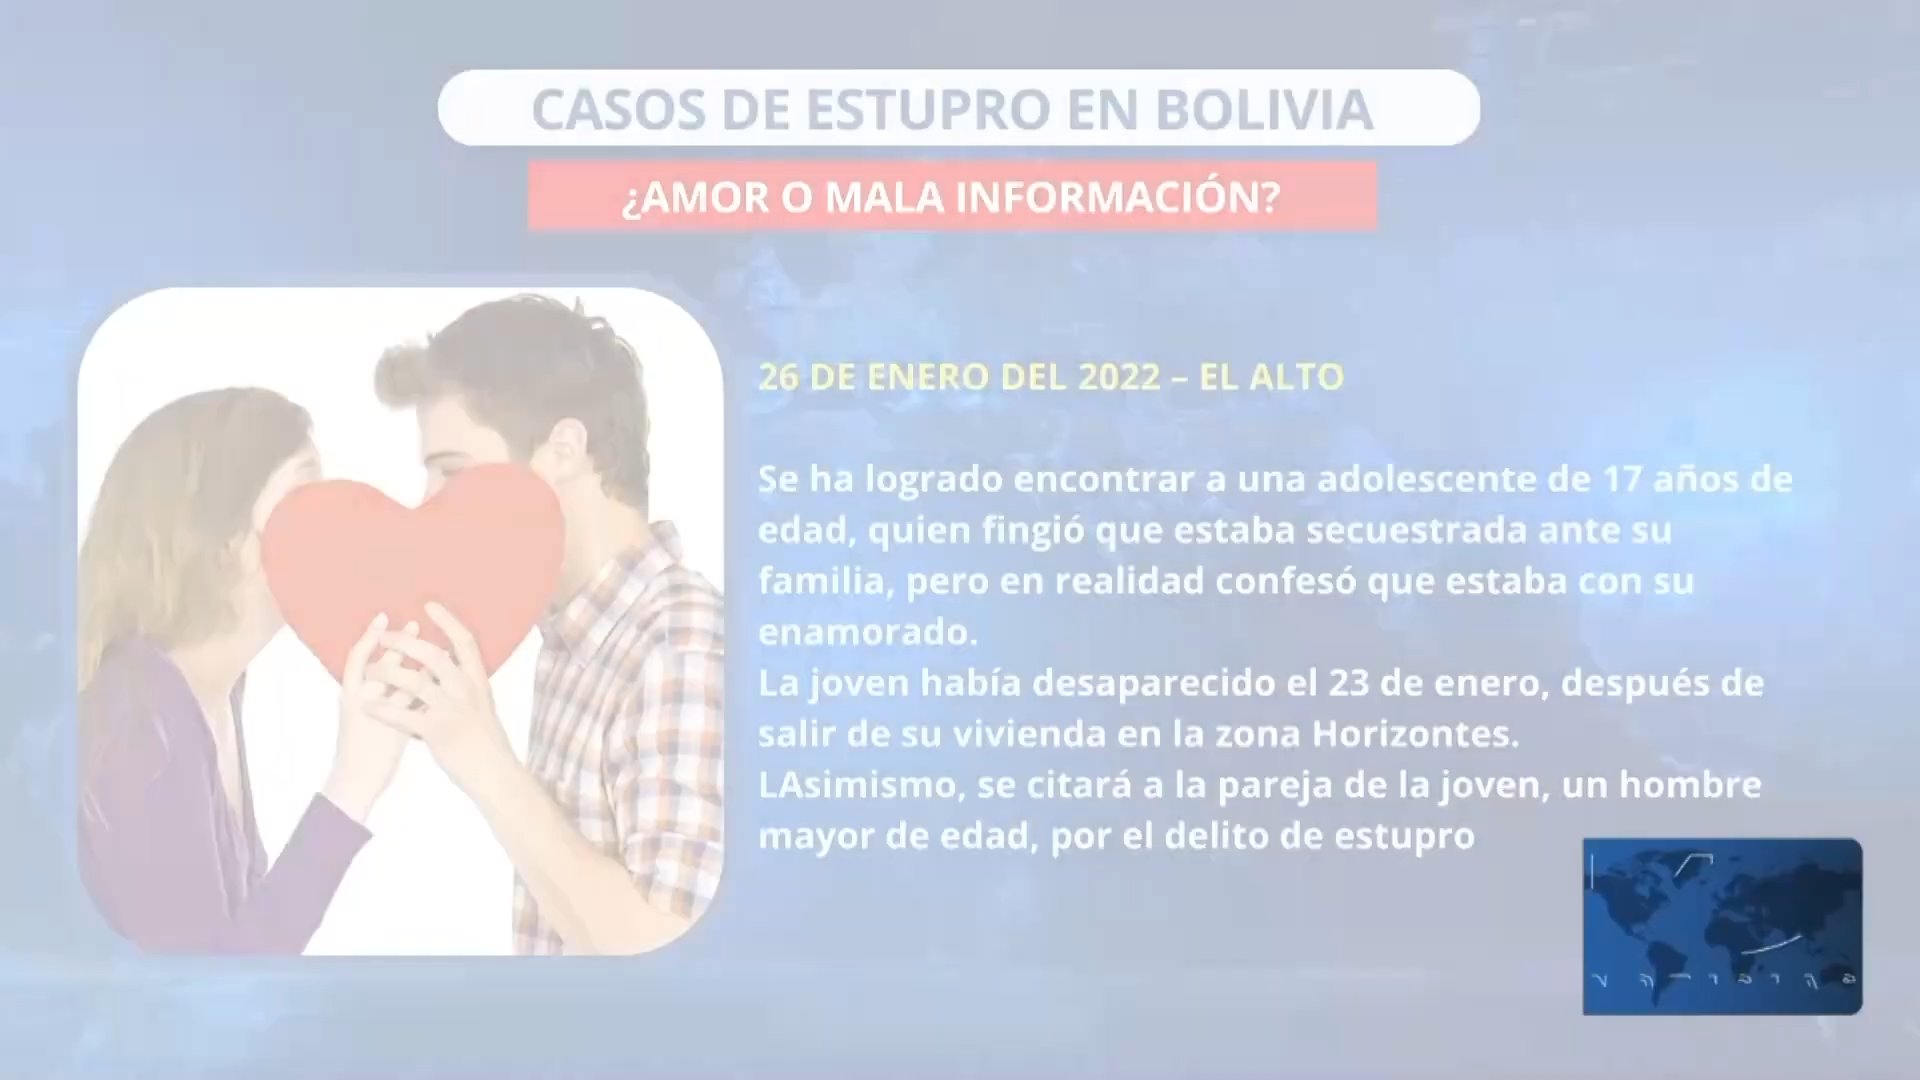 CASOS DE ESTUPRO EN BOLIVIA
¿AMOR O MALA INFORMACIÓN?
26 DE ENERO DEL 2022 – EL ALTO
Se ha logrado encontrar a una adolescente de 17 años de
edad, quien fingió que estaba secuestrada ante su
familia, pero en realidad confesó que estaba con su
enamorado.
La joven había desaparecido el 23 de enero, después de
salir de su vivienda en la zona Horizontes.
LAsimismo, se citará a la pareja de la joven, un hombre
mayor de edad, por el delito de estupro